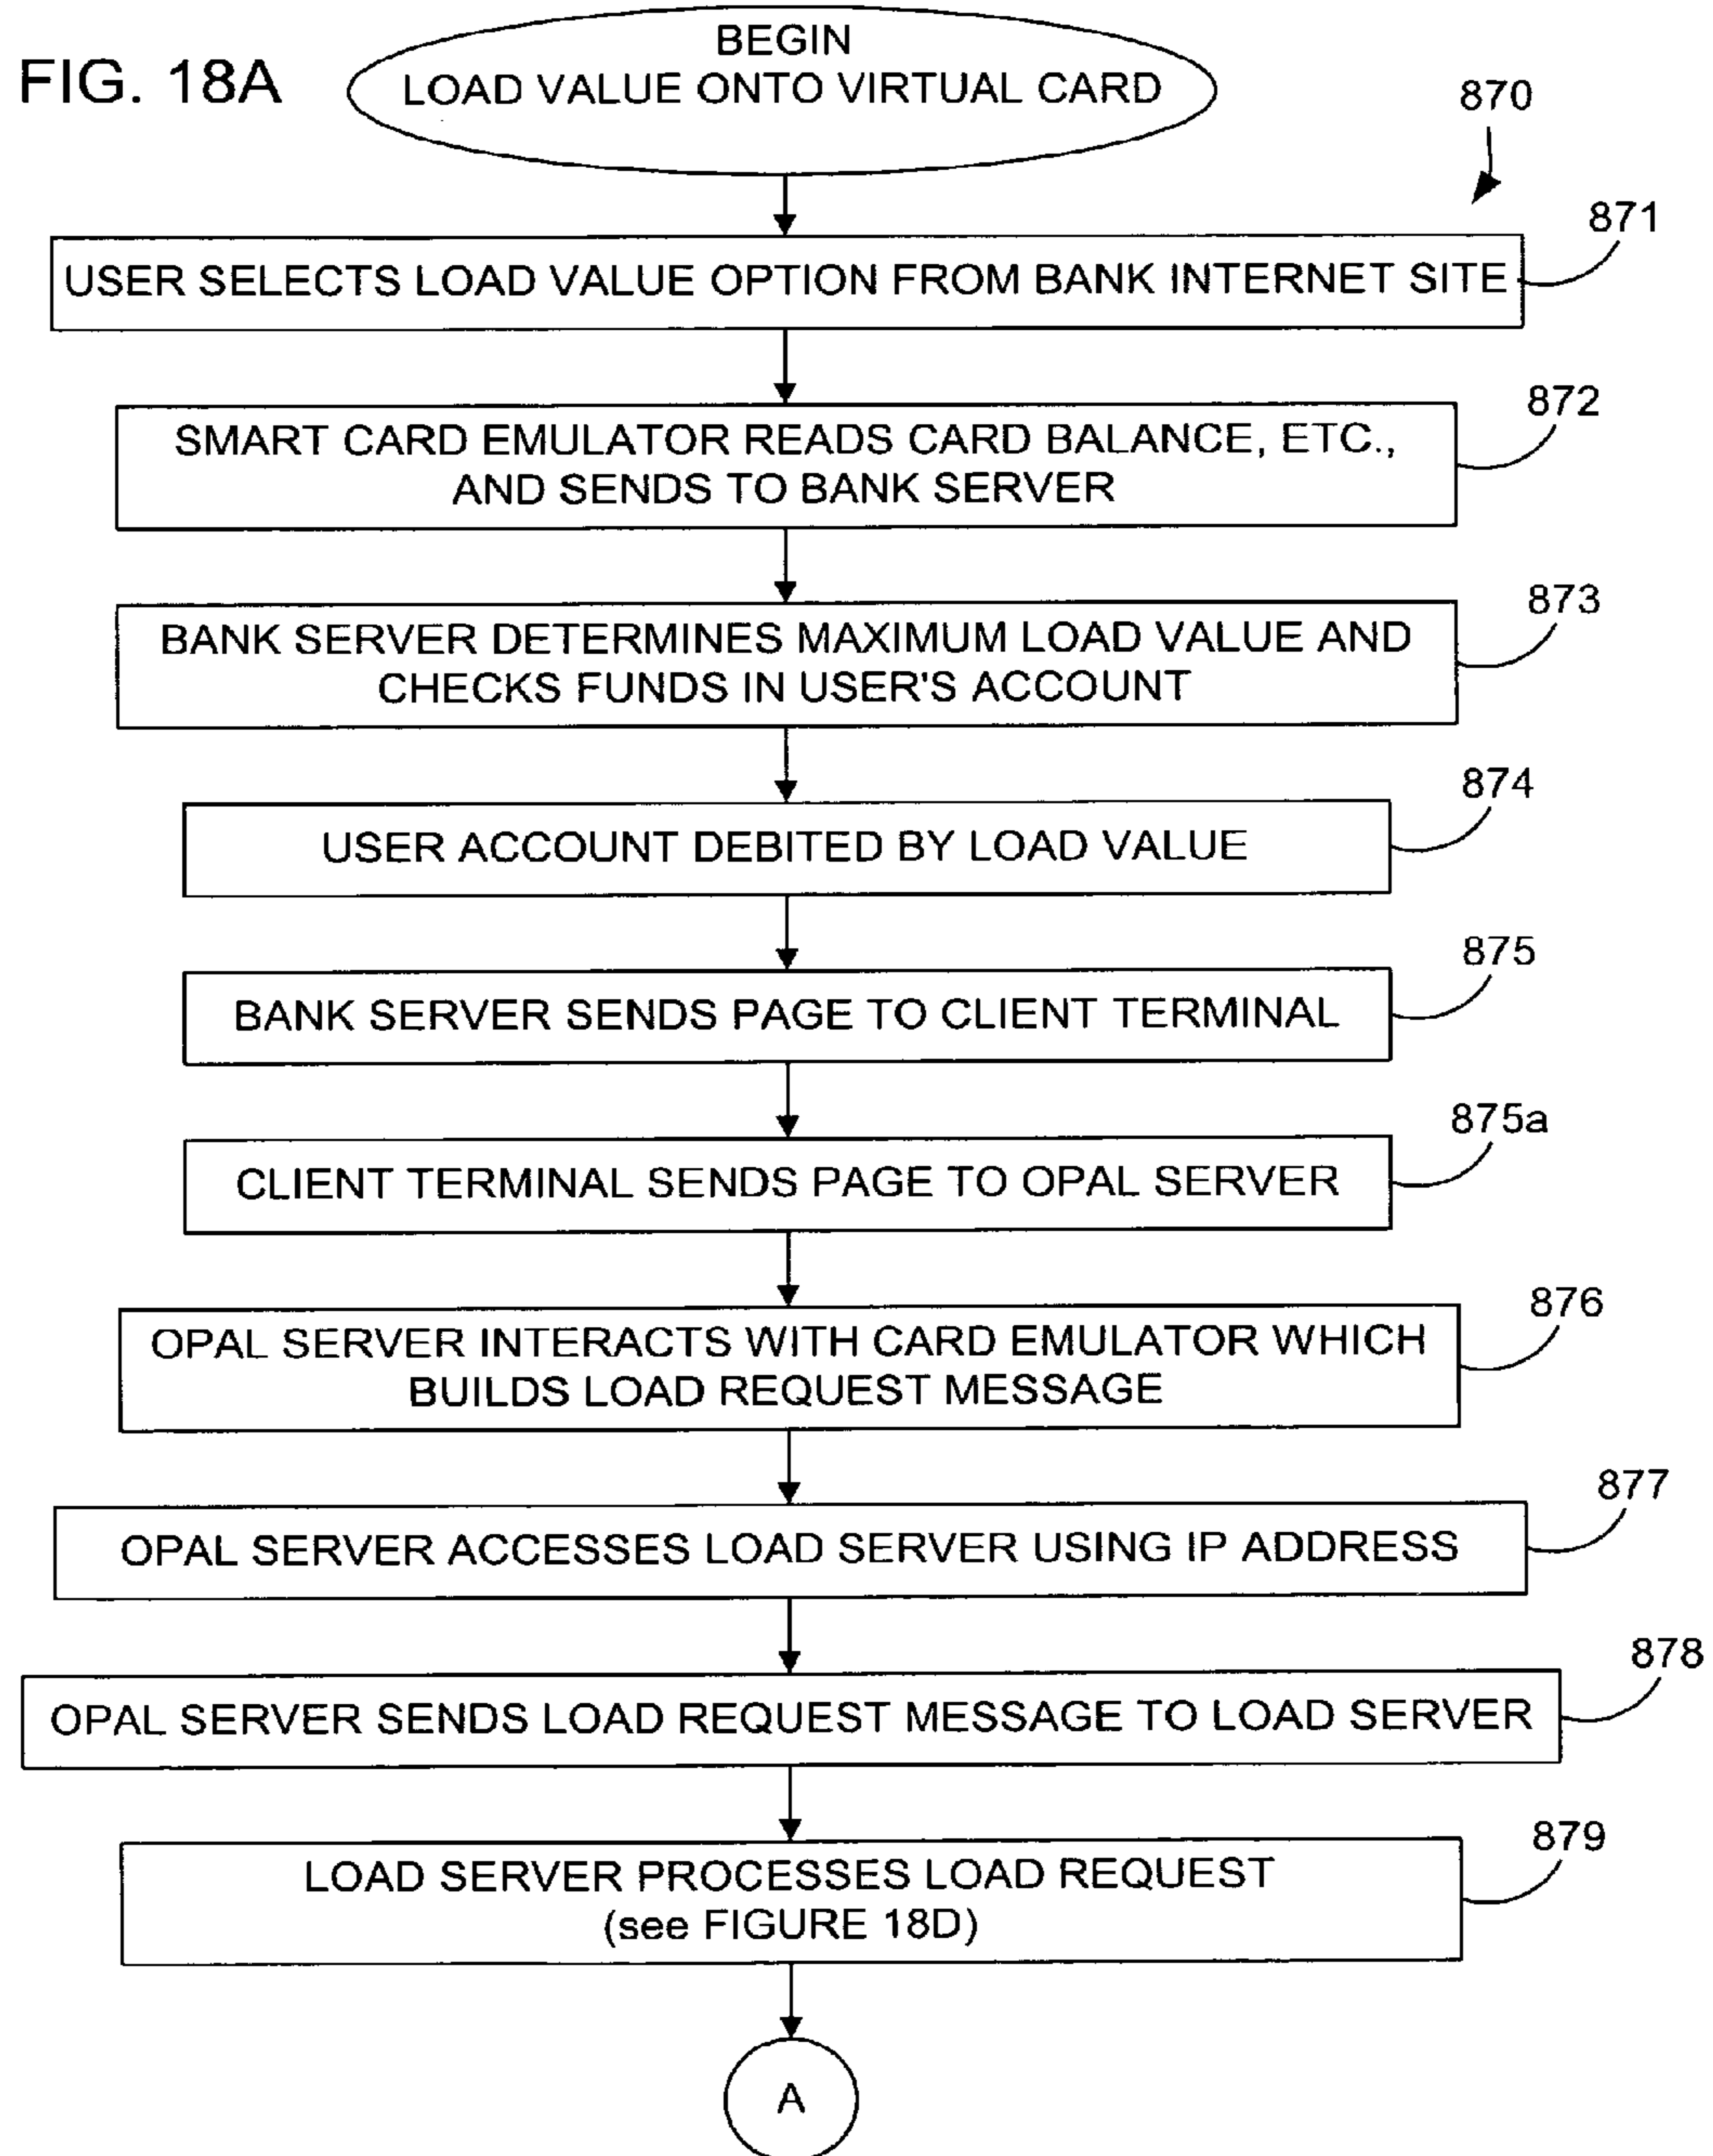 FIG. 18A
BEGIN
LOAD VALUE ONTO VIRTUAL CARD
870
871
USER SELECTS LOAD VALUE OPTION FROM BANK INTERNET SITE
872
SMART CARD EMULATOR READS CARD BALANCE, ETC.,
AND SENDS TO BANK SERVER
873
BANK SERVER DETERMINES MAXIMUM LOAD VALUE AND
CHECKS FUNDS IN USER'S ACCOUNT
874
USER ACCOUNT DEBITED BY LOAD VALUE
875
BANK SERVER SENDS PAGE TO CLIENT TERMINAL
875a
CLIENT TERMINAL SENDS PAGE TO OPAL SERVER
876
OPAL SERVER INTERACTS WITH CARD EMULATOR WHICH
BUILDS LOAD REQUEST MESSAGE
877
OPAL SERVER ACCESSES LOAD SERVER USING IP ADDRESS
878
OPAL SERVER SENDS LOAD REQUEST MESSAGE TO LOAD SERVER
879
LOAD SERVER PROCESSES LOAD REQUEST
(see FIGURE 18D)
A